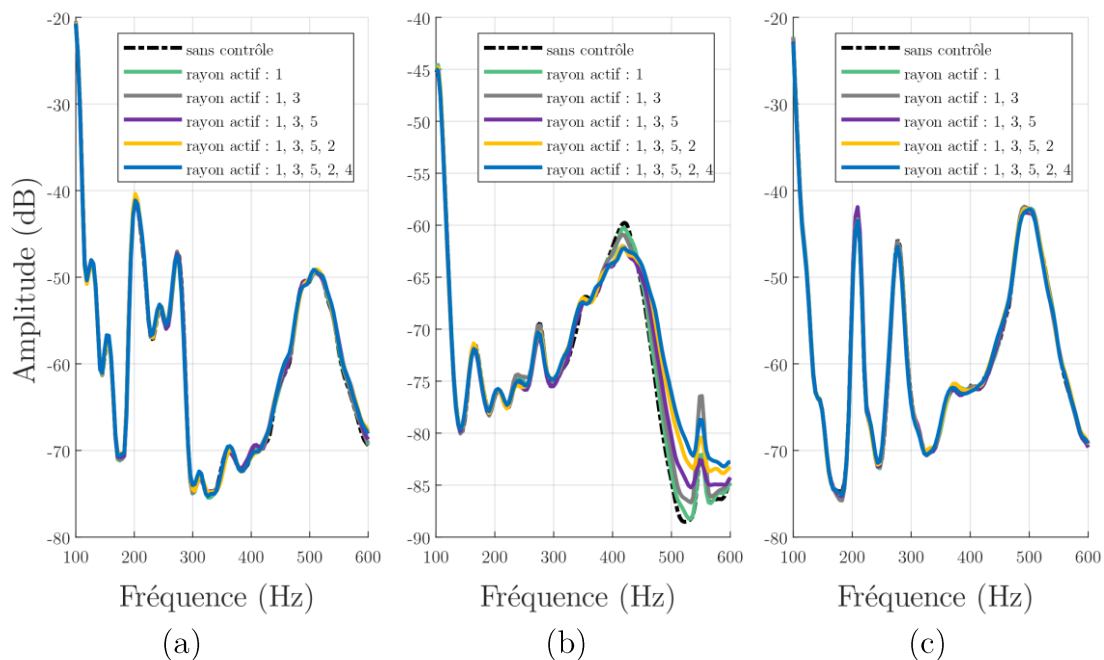 -20
-30
-40
-50
-60
-70
-80
100
200
300
400
500
600
Amplitude (dB)
Fréquence (Hz)
sans contrôle
rayon actif : 1
rayon actif : 1, 3
rayon actif : 1, 3, 5
rayon actif : 1, 3, 5, 2
rayon actif : 1, 3, 5, 2, 4
(a)
-40
-45
-50
-55
-60
-65
-70
-75
-80
-85
-90
100
200
300
400
500
600
Fréquence (Hz)
sans contrôle
rayon actif : 1
rayon actif : 1, 3
rayon actif : 1, 3, 5
rayon actif : 1, 3, 5, 2
rayon actif : 1, 3, 5, 2, 4
(b)
-20
-30
-40
-50
-60
-70
-80
100
200
300
400
500
600
Fréquence (Hz)
sans contrôle
rayon actif : 1
rayon actif : 1, 3
rayon actif : 1, 3, 5
rayon actif : 1, 3, 5, 2
rayon actif : 1, 3, 5, 2, 4
(c)